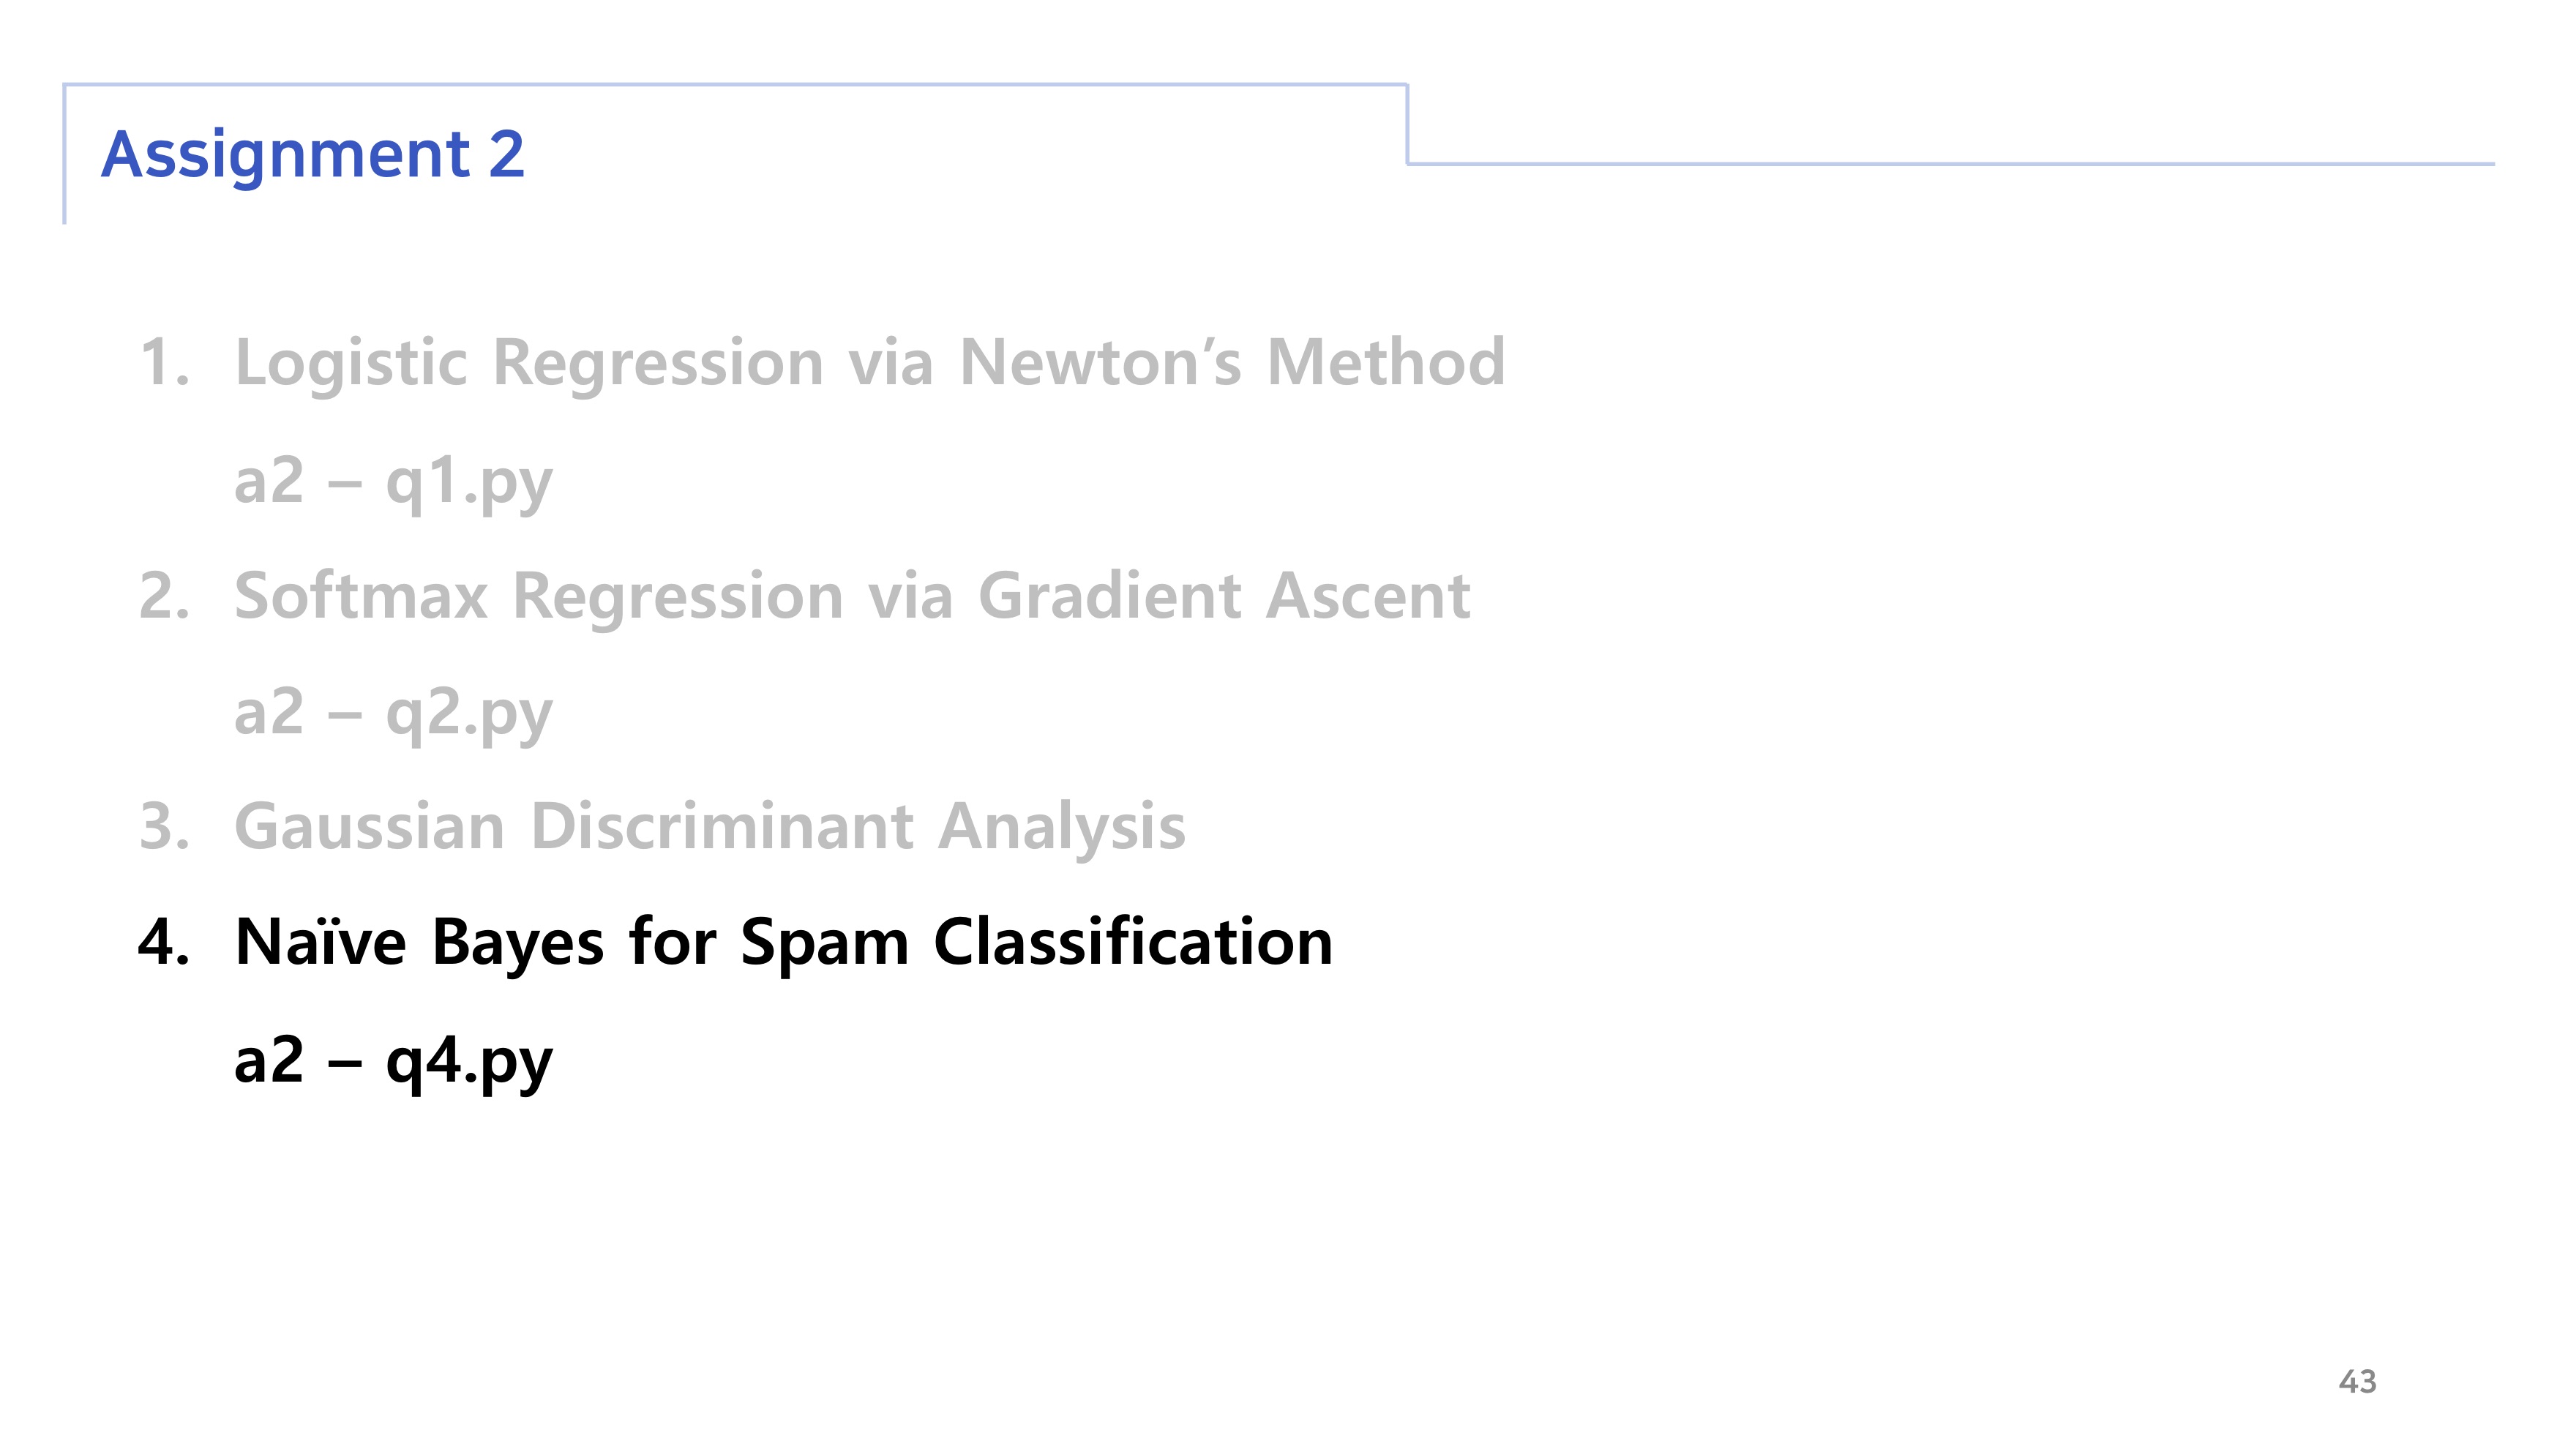 Assignment 2
1. Logistic Regression via Newton’s Method
a2 – q1.py
2. Softmax Regression via Gradient Ascent
a2 – q2.py
3. Gaussian Discriminant Analysis
4. Naïve Bayes for Spam Classification
a2 – q4.py
43